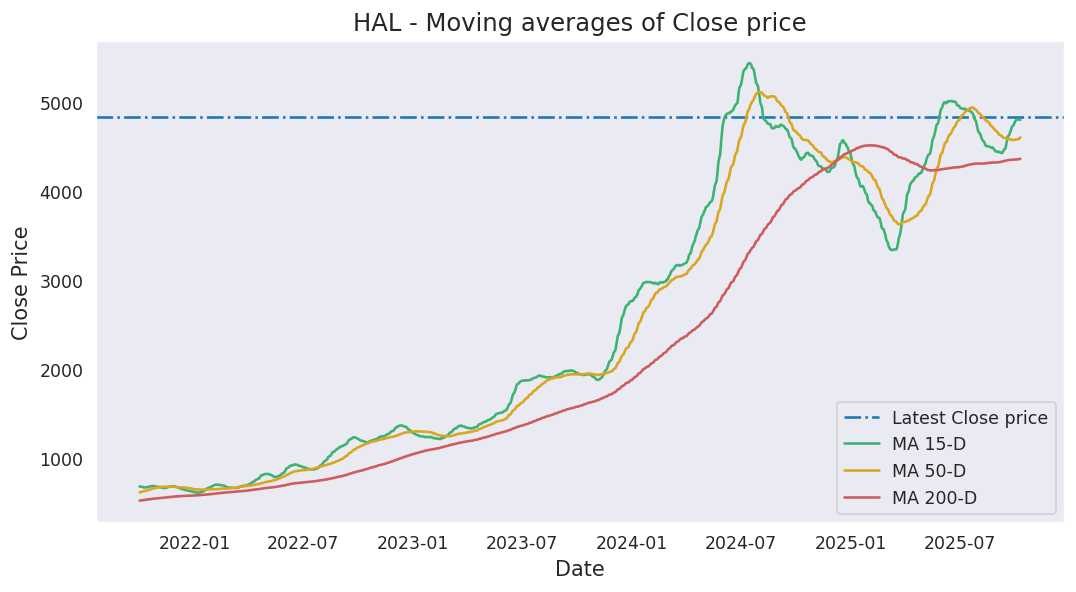 HAL - Moving averages of Close price
Close Price
5000
4000
3000
2000
1000
Latest Close price
MA 15-D
MA 50-D
MA 200-D
2022-01 2022-07 2023-01 2023-07 2024-01 2024-07 2025-01 2025-07
Date